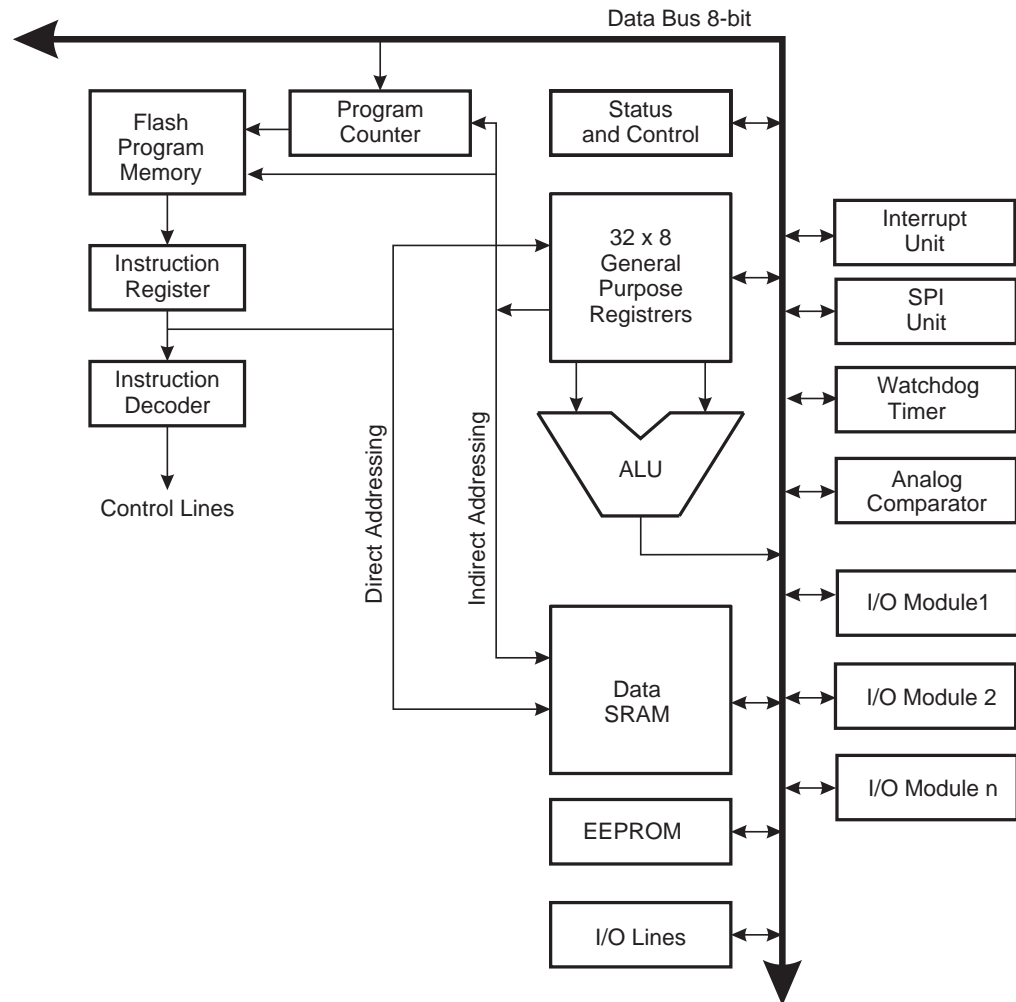 Data Bus 8-bit
Flash
Program
Memory
Program
Counter
Status
and Control
32 x 8
General
Purpose
Registrers
Interrupt
Unit
Instruction
Register
SPI
Unit
Instruction
Decoder
Watchdog
Timer
ALU
Analog
Comparator
Control Lines
Direct Addressing
Indirect Addressing
I/O Module1
Data
SRAM
I/O Module 2
I/O Module n
EEPROM
I/O Lines